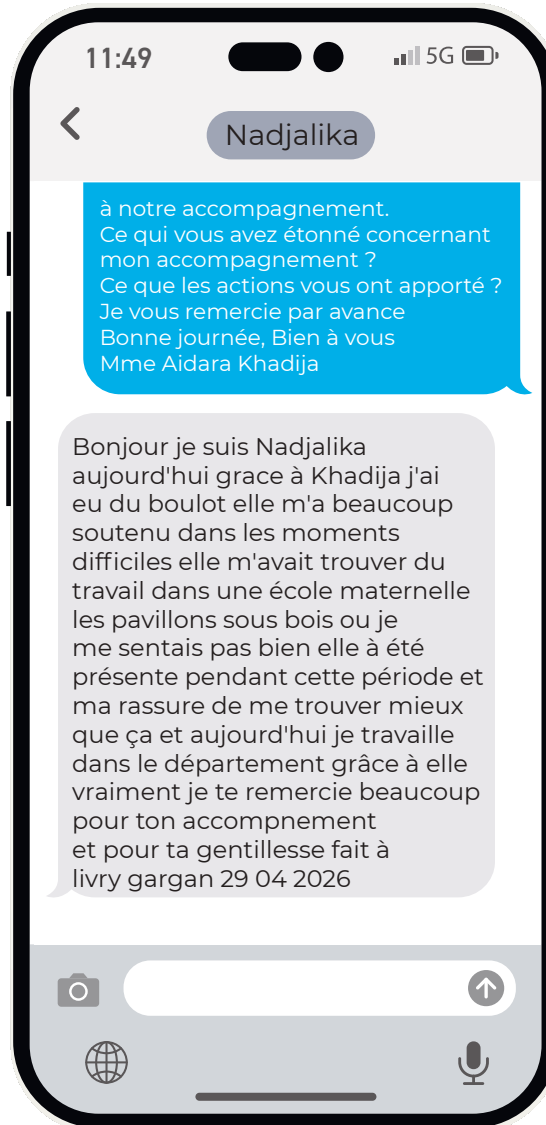 11:49
5G
Nadjalika
à notre accompagnement.
Ce qui vous avez étonné concernant
mon accompagnement ?
Ce que les actions vous ont apporté ?
Je vous remercie par avance
Bonne journée, Bien à vous
Mme Aidara Khadija
Bonjour je suis Nadjalika
aujourd'hui grace à Khadija j'ai
eu du boulot elle m'a beaucoup
soutenu dans les moments
difficiles elle m'avait trouver du
travail dans une école maternelle
les pavillons sous bois ou je
me sentais pas bien elle à été
présente pendant cette période et
ma rassure de me trouver mieux
que ça et aujourd'hui je travaille
dans le département grâce à elle
vraiment je te remercie beaucoup
pour ton accompnement
et pour ta gentillesse fait à
livry gargan 29 04 2026